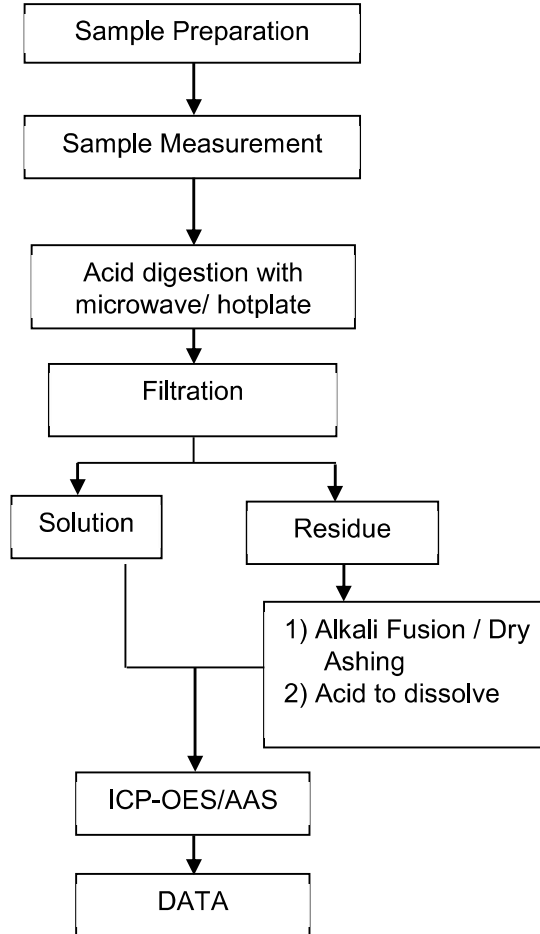 Sample Preparation
Sample Measurement
Acid digestion with
microwave/ hotplate
Filtration
Solution
Residue
1) Alkali Fusion / Dry
Ashing
2) Acid to dissolve
ICP-OES/AAS
DATA